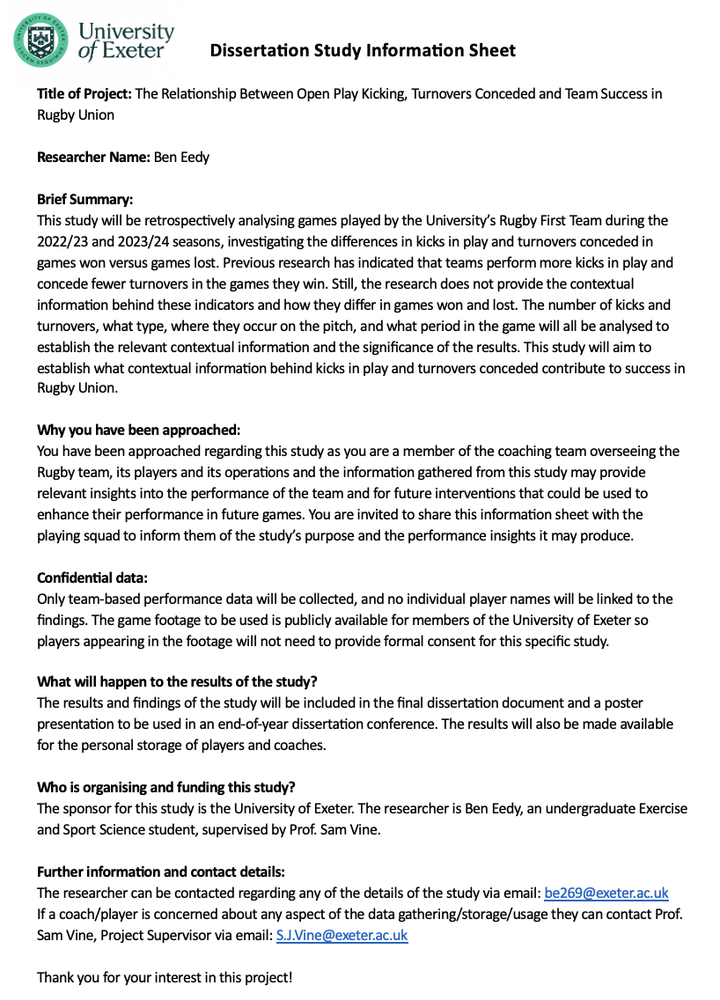 University
of Exeter
Dissertation Study Information Sheet
Title of Project: The Relationship Between Open Play Kicking, Turnovers Conceded and Team Success in
Rugby Union
Researcher Name: Ben Eedy
Brief Summary:
This study will be retrospectively analysing games played by the University’s Rugby First Team during the
2022/23 and 2023/24 seasons, investigating the differences in kicks in play and turnovers conceded in
games won versus games lost. Previous research has indicated that teams perform more kicks in play and
concede fewer turnovers in the games they win. Still, the research does not provide the contextual
information behind these indicators and how they differ in games won and lost. The number of kicks and
turnovers, what type, where they occur on the pitch, and what period in the game will all be analysed to
establish the relevant contextual information and the significance of the results. This study will aim to
establish what contextual information behind kicks in play and turnovers conceded contribute to success in
Rugby Union.
Why you have been approached:
You have been approached regarding this study as you are a member of the coaching team overseeing the
Rugby team, its players and its operations and the information gathered from this study may provide
relevant insights into the performance of the team and for future interventions that could be used to
enhance their performance in future games. You are invited to share this information sheet with the
playing squad to inform them of the study’s purpose and the performance insights it may produce.
Confidential data:
Only team-based performance data will be collected, and no individual player names will be linked to the
findings. The game footage to be used is publicly available for members of the University of Exeter so
players appearing in the footage will not need to provide formal consent for this specific study.
What will happen to the results of the study?
The results and findings of the study will be included in the final dissertation document and a poster
presentation to be used in an end-of-year dissertation conference. The results will also be made available
for the personal storage of players and coaches.
Who is organising and funding this study?
The sponsor for this study is the University of Exeter. The researcher is Ben Eedy, an undergraduate Exercise
and Sport Science student, supervised by Prof. Sam Vine.
Further information and contact details:
The researcher can be contacted regarding any of the details of the study via email: be269@exeter.ac.uk
If a coach/player is concerned about any aspect of the data gathering/storage/usage they can contact Prof.
Sam Vine, Project Supervisor via email: S.J.Vine@exeter.ac.uk
Thank you for your interest in this project!